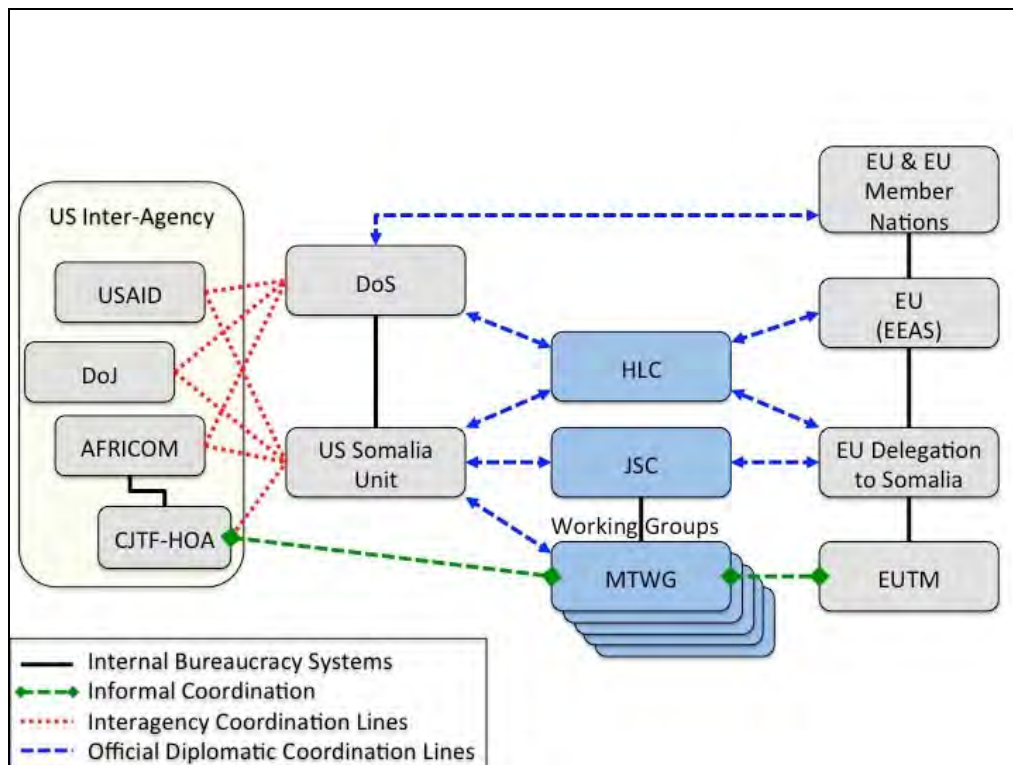 EU & EU
Member
Nations
US Inter-Agency
USAID
DoS
EU
(EEAS)
DoJ
HLC
AFRICOM
US Somalia
Unit
JSC
EU Delegation
to Somalia
Working Groups
CJTF-HOA
MTWG
EUTM
Internal Bureaucracy Systems
Informal Coordination
Interagency Coordination Lines
Official Diplomatic Coordination Lines